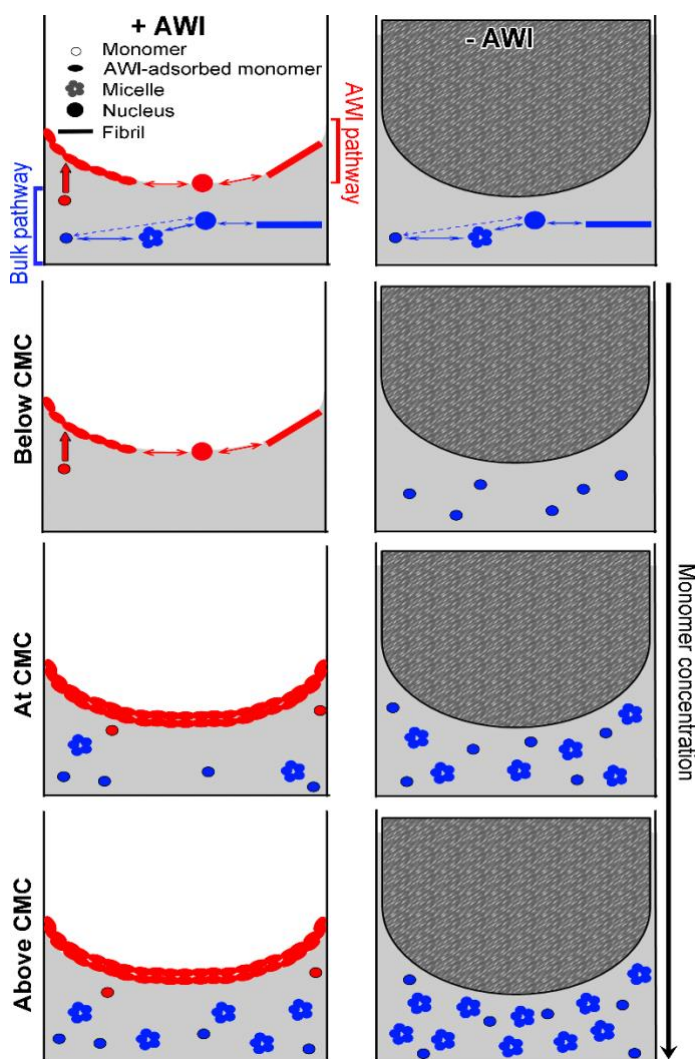 + AWI
Monomer
AWI-adsorbed monomer
Micelle
Nucleus
Fibril
AWI pathway
Bulk pathway
- AWI
Below CMC
At CMC
Above CMC
Monomer concentration